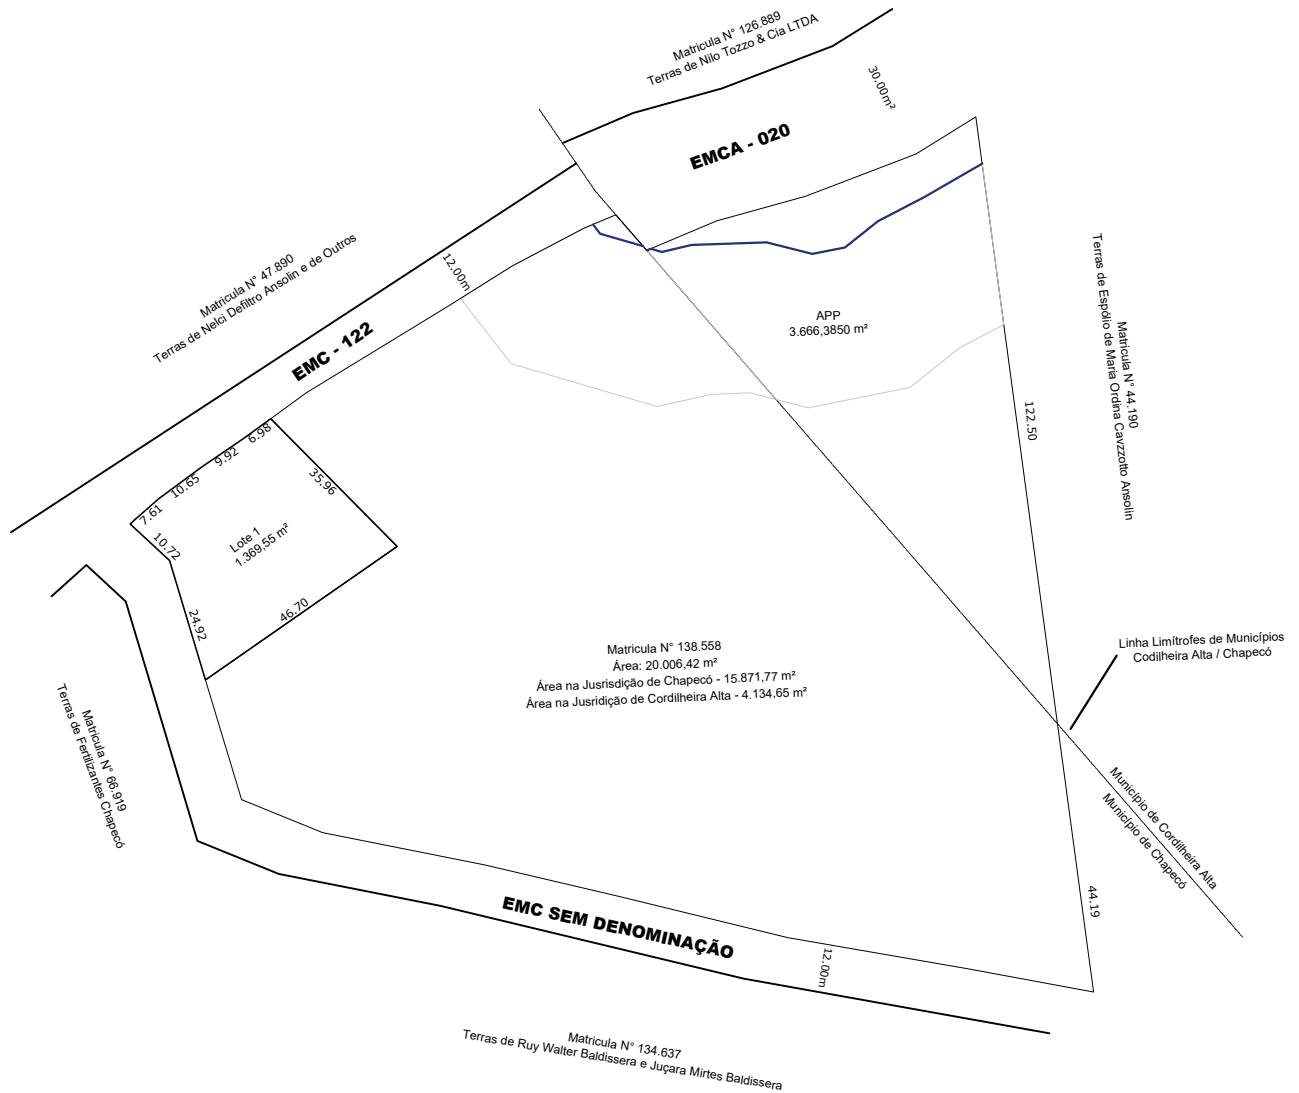 Matricula N° 126.889
Terras de Nilo Tozzo & Cia LTDA
30.00m²
EMCA - 020
Matricula N° 47.890
Terras de Nelci Defiltro Ansolin e de Outros
12.00m
EMC - 122
APP
3.666,3850 m²
Matricula N° 44.190
Terras de Espólio de Maria Ordina Cavzzotto Ansolin
122.50
6.98
9.92
10.65
7.61
35.96
10.72
Lote 1
1.369,55 m²
24.92
46.70
Matricula N° 138.558
Área: 20.006,42 m²
Área na Jusrisdição de Chapecó - 15.871,77 m²
Área na Jusridição de Cordilheira Alta - 4.134,65 m²
Linha Limítrofes de Municípios
Codilheira Alta / Chapecó
Matricula N° 66.919
Terras de Fertilizantes Chapecó
Município de Cordilheira Alta
Município de Chapecó
44.19
EMC SEM DENOMINAÇÃO
12.00m
Matricula N° 134.637
Terras de Ruy Walter Baldissera e Juçara Mirtes Baldissera